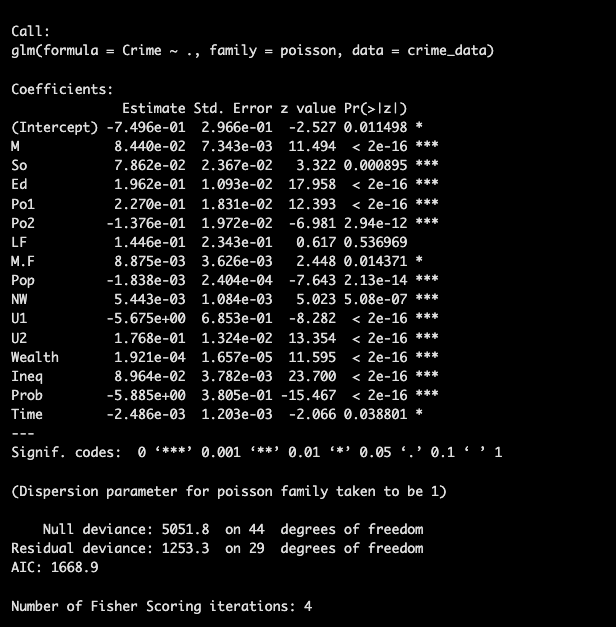 Call:
glm(formula = Crime ~ ., family = poisson, data = crime_data)

Coefficients:
              Estimate Std. Error z value Pr(>|z|)
(Intercept) -7.496e-01  2.966e-01  -2.527 0.011498 *
M            8.440e-02  7.343e-03  11.494  < 2e-16 ***
So           7.862e-02  2.367e-02   3.322 0.000895 ***
Ed           1.962e-01  1.093e-02  17.958  < 2e-16 ***
Po1          2.270e-01  1.831e-02  12.393  < 2e-16 ***
Po2         -1.376e-01  1.972e-02  -6.981 2.94e-12 ***
LF           1.446e-01  2.343e-01   0.617 0.536969
M.F          8.875e-03  3.626e-03   2.448 0.014371 *
Pop         -1.838e-03  2.404e-04  -7.643 2.13e-14 ***
NW           5.443e-03  1.084e-03   5.023 5.08e-07 ***
U1          -5.675e+00  6.853e-01  -8.282  < 2e-16 ***
U2           1.768e-01  1.324e-02  13.354  < 2e-16 ***
Wealth       1.921e-04  1.657e-05  11.595  < 2e-16 ***
Ineq         8.964e-02  3.782e-03  23.700  < 2e-16 ***
Prob        -5.885e+00  3.805e-01 -15.467  < 2e-16 ***
Time        -2.486e-03  1.203e-03  -2.066 0.038801 *
---
Signif. codes:  0 ‘***’ 0.001 ‘**’ 0.01 ‘*’ 0.05 ‘.’ 0.1 ‘ ’ 1

(Dispersion parameter for poisson family taken to be 1)

    Null deviance: 5051.8  on 44  degrees of freedom
Residual deviance: 1253.3  on 29  degrees of freedom
AIC: 1668.9

Number of Fisher Scoring iterations: 4